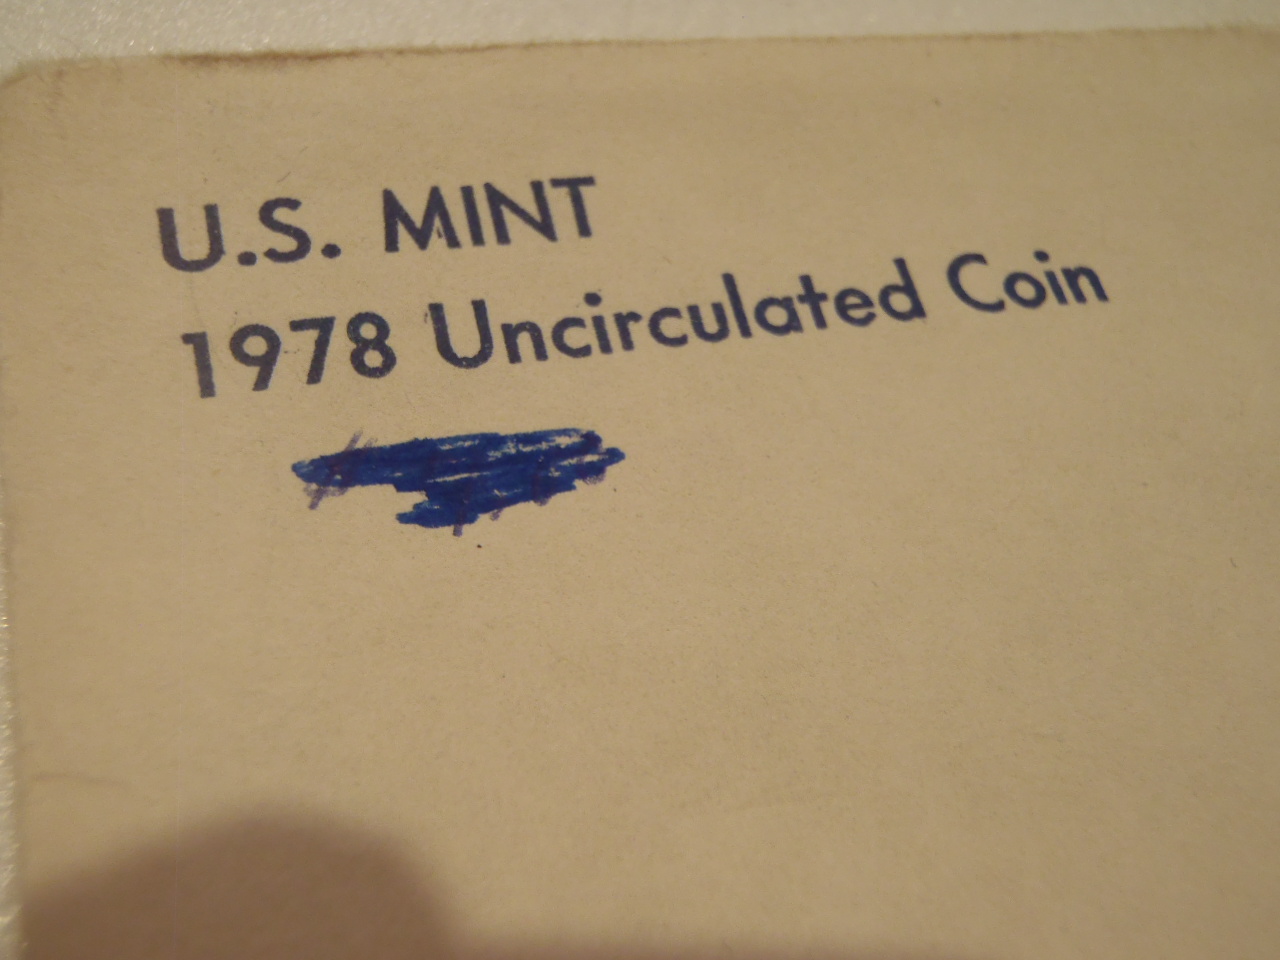 U.S. MINT
1978 Uncirculated Coin